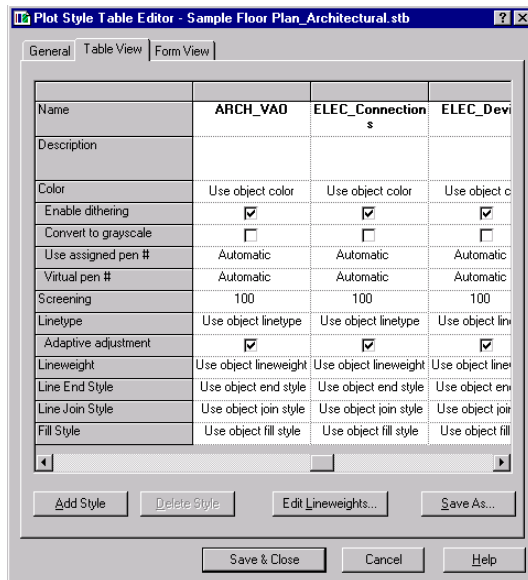 Plot Style Table Editor - Sample Floor Plan_Architectural.stb
General Table View Form View
Name ARCH_VAO ELEC_Connection s ELEC_Devi
Description
Color Use object color Use object color Use object c
Enable dithering
Convert to grayscale
Use assigned pen # Automatic Automatic Automatic
Virtual pen # Automatic Automatic Automatic
Screening 100 100 100
Linetype Use object linetype Use object linetype Use object lin
Adaptive adjustment
Lineweight Use object lineweight Use object lineweight Use object line
Line End Style Use object end style Use object end style Use object en
Line Join Style Use object join style Use object join style Use object joi
Fill Style Use object fill style Use object fill style Use object fill
Add Style Delete Style Edit Lineweights... Save As...
Save & Close Cancel Help